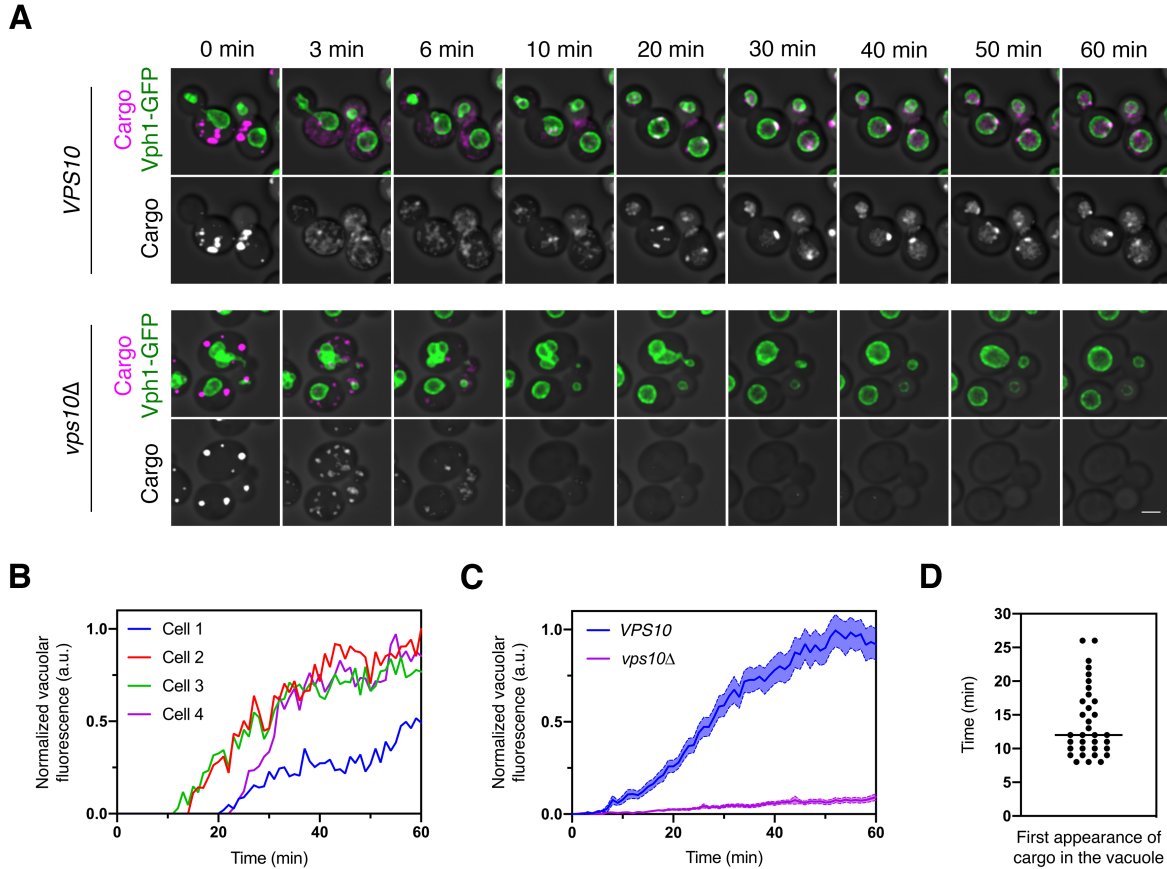 A
0 min 3 min 6 min 10 min 20 min 30 min 40 min 50 min 60 min
VPS10
Cargo
Vph1-GFP
Cargo
vps10Δ
Cargo
Vph1-GFP
Cargo
B
Normalized vacuolar
fluorescence (a.u.)
1.0
0.5
0.0
Cell 1
Cell 2
Cell 3
Cell 4
0 20 40 60
Time (min)
C
Normalized vacuolar
fluorescence (a.u.)
1.0
0.5
0.0
VPS10
vps10Δ
0 20 40 60
Time (min)
D
Time (min)
30
25
20
15
10
5
0
First appearance of
cargo in the vacuole